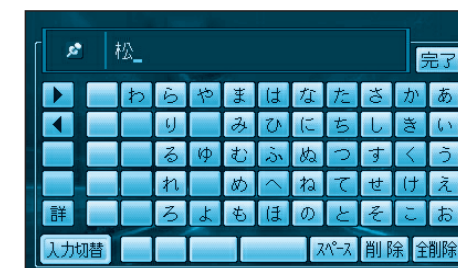 松_
完了
わ ら や ま は な た さ か あ
り み ひ に ち し き い
る ゆ む ふ ぬ つ す く う
れ め へ ね て せ け え
詳 ろ よ も ほ の と そ こ お
入力切替 スペース 削除 全削除